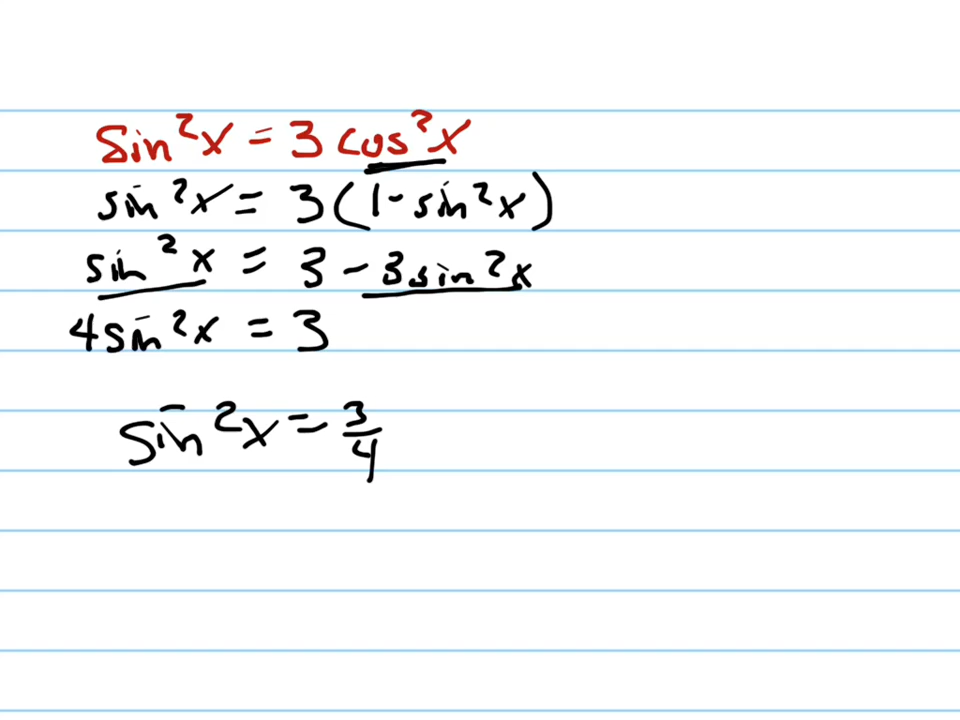 sin²x = 3 cos²x
sin²x = 3(1-sin²x)
sin²x = 3 - 3sin²x
4sin²x = 3
sin²x = 3/4